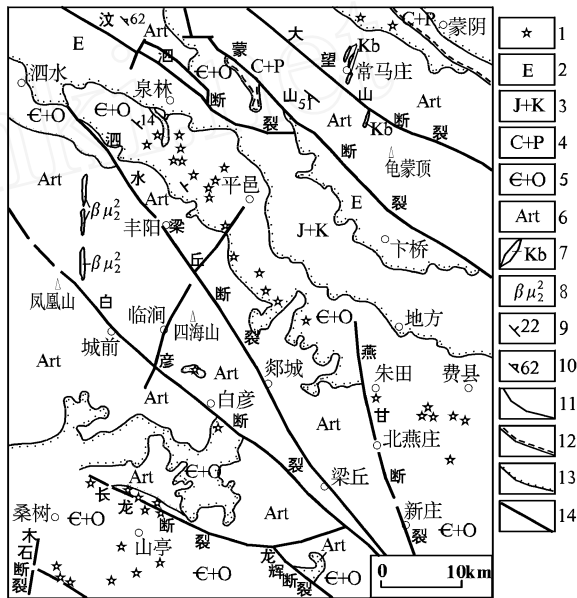 汶 62 Art 蒙 大 C+P 蒙阴
E 泗 Є+O C+P 望 Kb 常马庄
泗水 泉林 断 山 51 山 Art
Є+O 14 裂 Kb 断
泗 断 龟蒙顶 裂
Art 水 平邑 E 裂
βμ₂² Art J+K
丰阳 梁 卞桥
βμ₂² 丘
凤凰山 白 临涧 断 Є+O 地方
城前 四海山 裂 燕
Art 彦 郯城 朱田 费县
Art 白彦 甘
断 Art 北燕庄
Art Є+O 裂 梁丘 断
长 龙 Art 新庄
桑树 Є+O 断 裂 Є+O
木 山亭 裂 龙 Art
石 辉
断 Є+O 断 Є+O
裂 裂
0 10km
1
E 2
J+K 3
C+P 4
Є+O 5
Art 6
Kb 7
βμ₂² 8
22 9
62 10
11
12
13
14